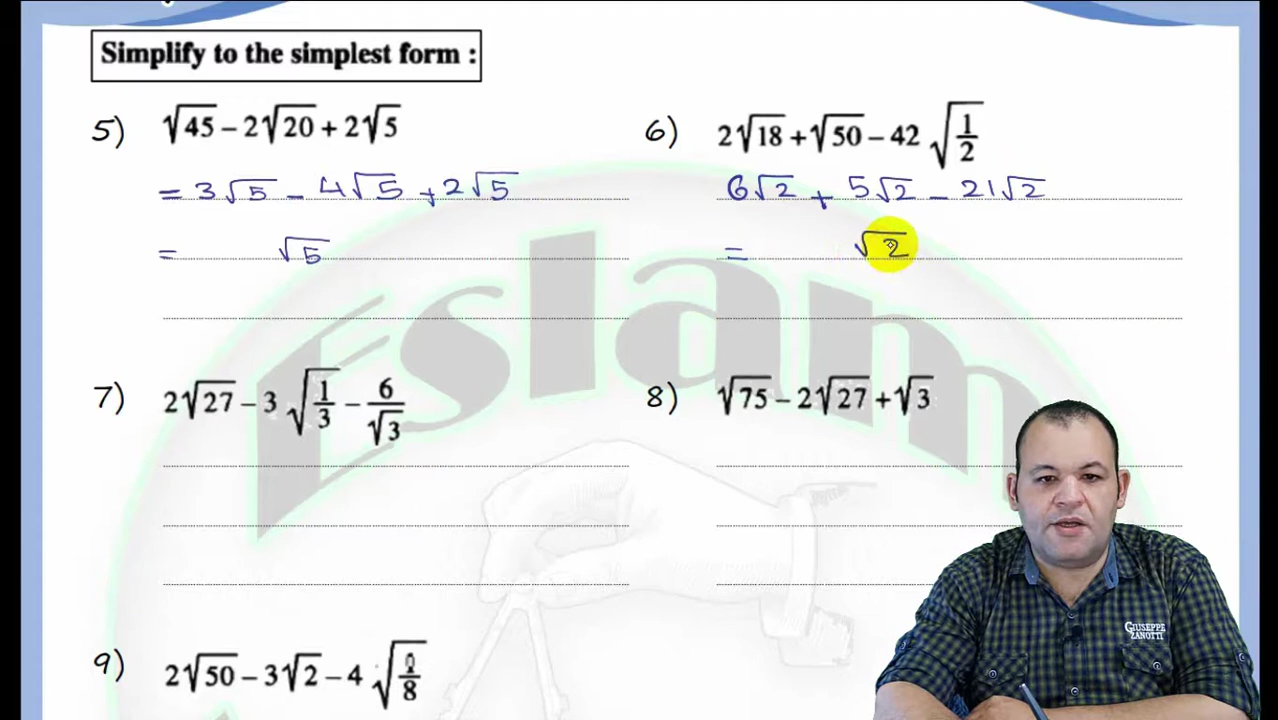 Simplify to the simplest form :
5) √45 – 2√20 + 2√5
= 3√5 – 4√5 + 2√5
= √5
6) 2√18 + √50 – 42 √(1/2)
6√2 + 5√2 – 21√2
= √2
7) 2√27 – 3 √(1/3) – 6/√3
8) √75 – 2√27 + √3
9) 2√50 – 3√2 – 4 √(1/8)
Eslam
GIUSEPPE
ZANOTTI